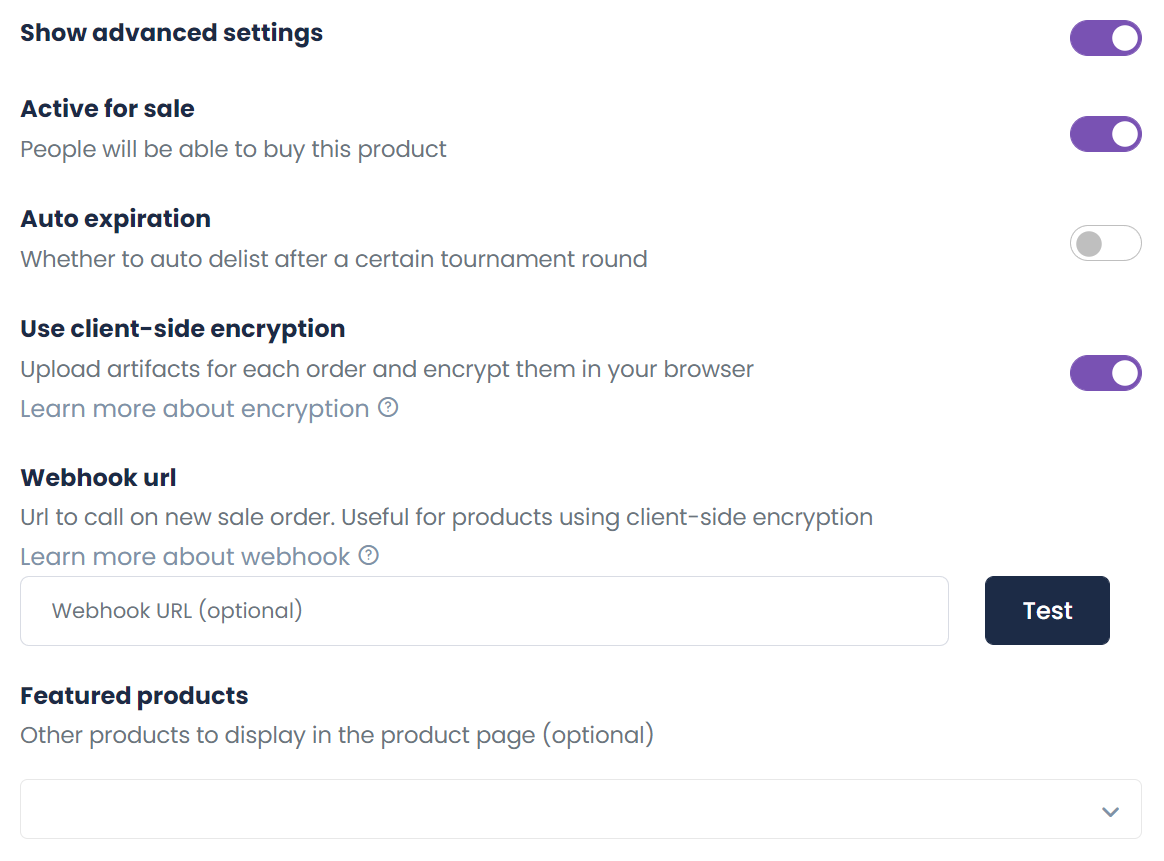 Show advanced settings
Active for sale
People will be able to buy this product
Auto expiration
Whether to auto delist after a certain tournament round
Use client-side encryption
Upload artifacts for each order and encrypt them in your browser
Learn more about encryption ?
Webhook url
Url to call on new sale order. Useful for products using client-side encryption
Learn more about webhook ?
Webhook URL (optional)
Test
Featured products
Other products to display in the product page (optional)